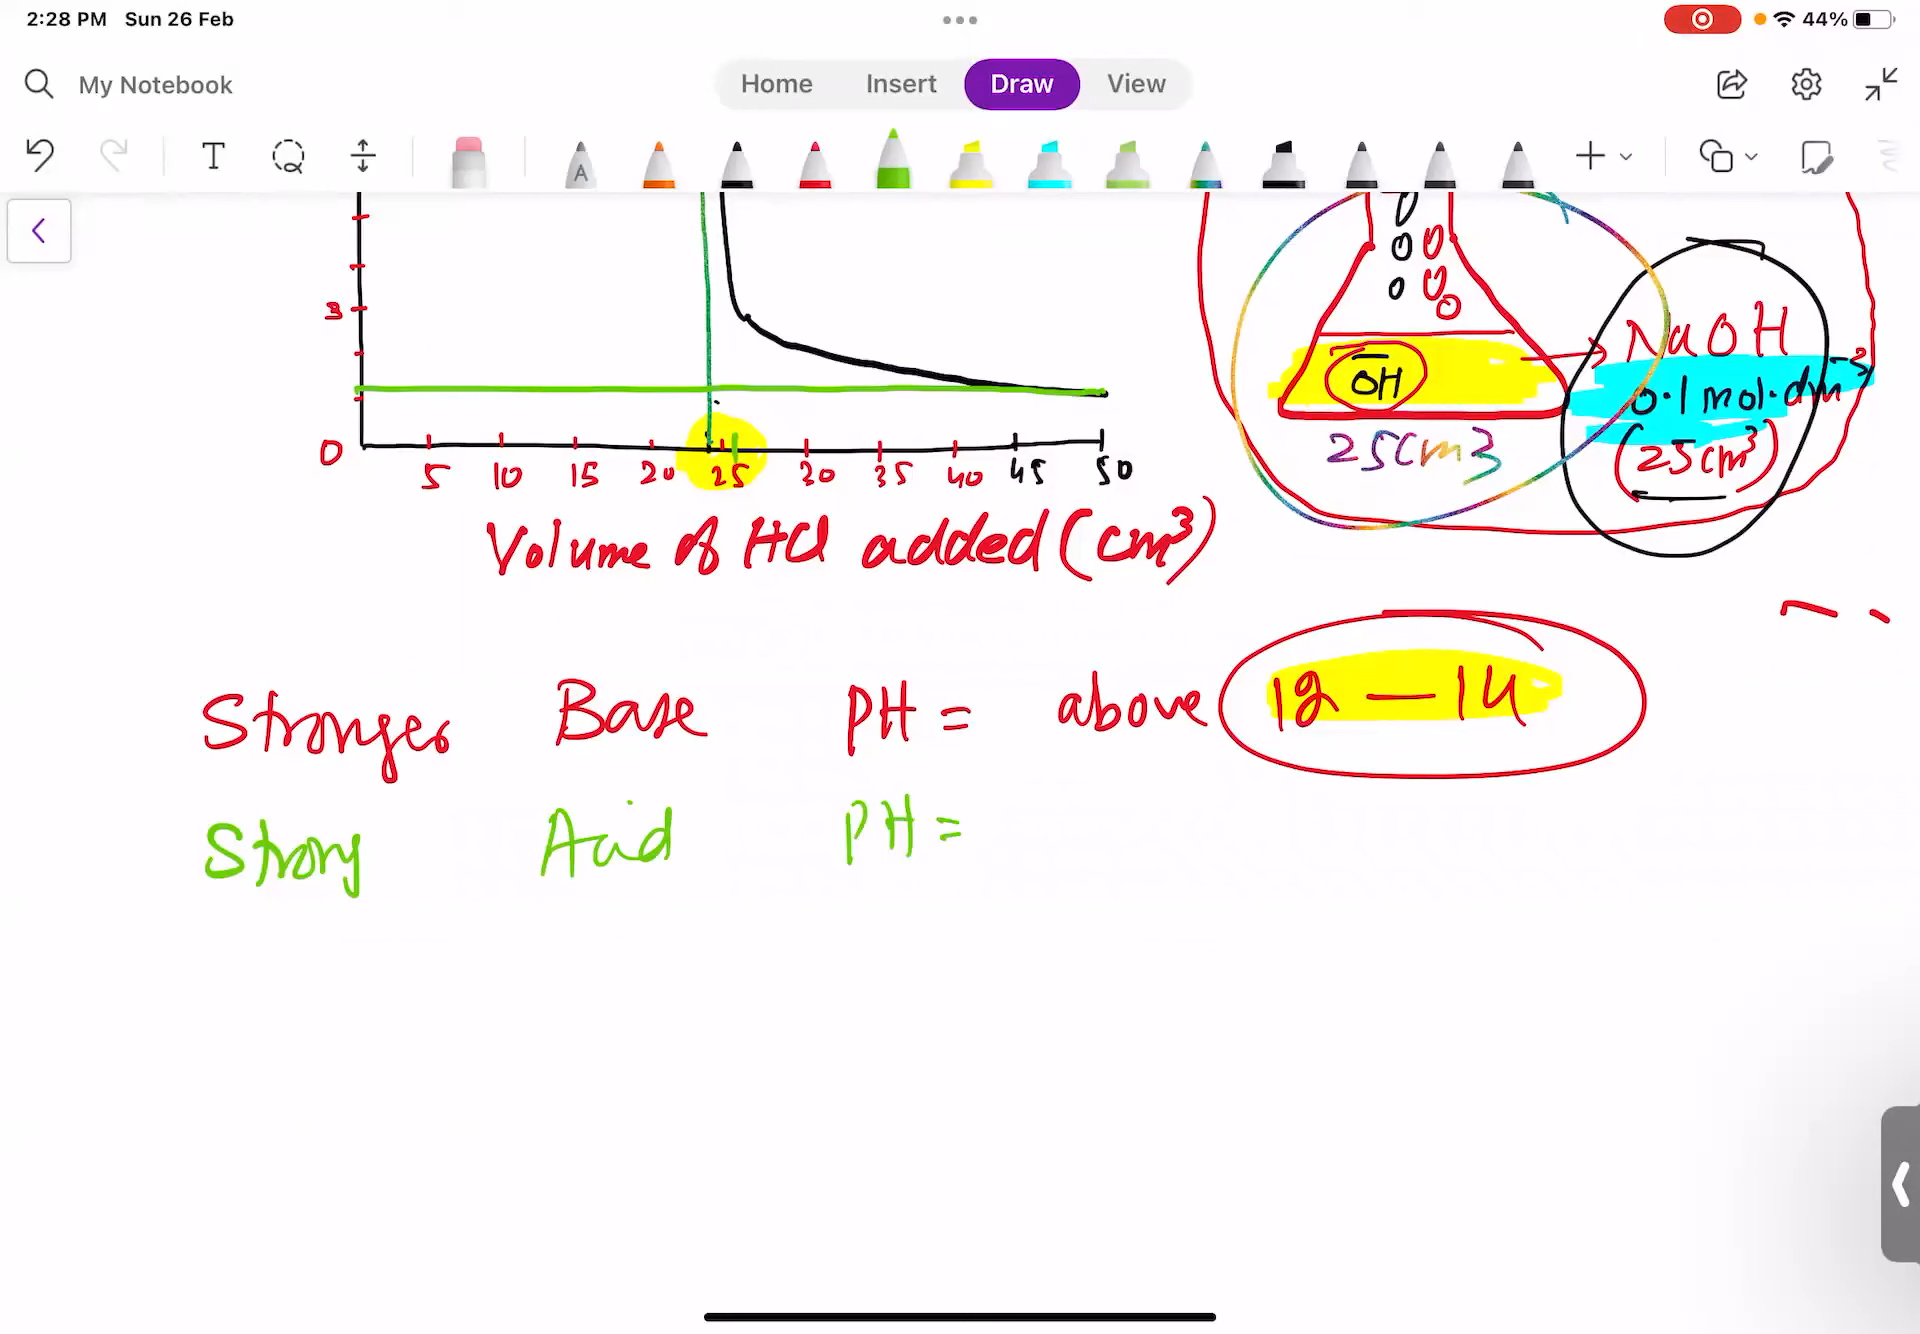 2:28 PM Sun 26 Feb
44%
My Notebook
Home Insert Draw View
T
A
3
0
5 10 15 20 25 30 35 40 45 50
Volume of HCl added (cm³)
OH
25cm3
NaOH
0.1 mol.dm⁻³
(25cm³)
Stronger Base PH = above 12 – 14
Strong Acid PH =